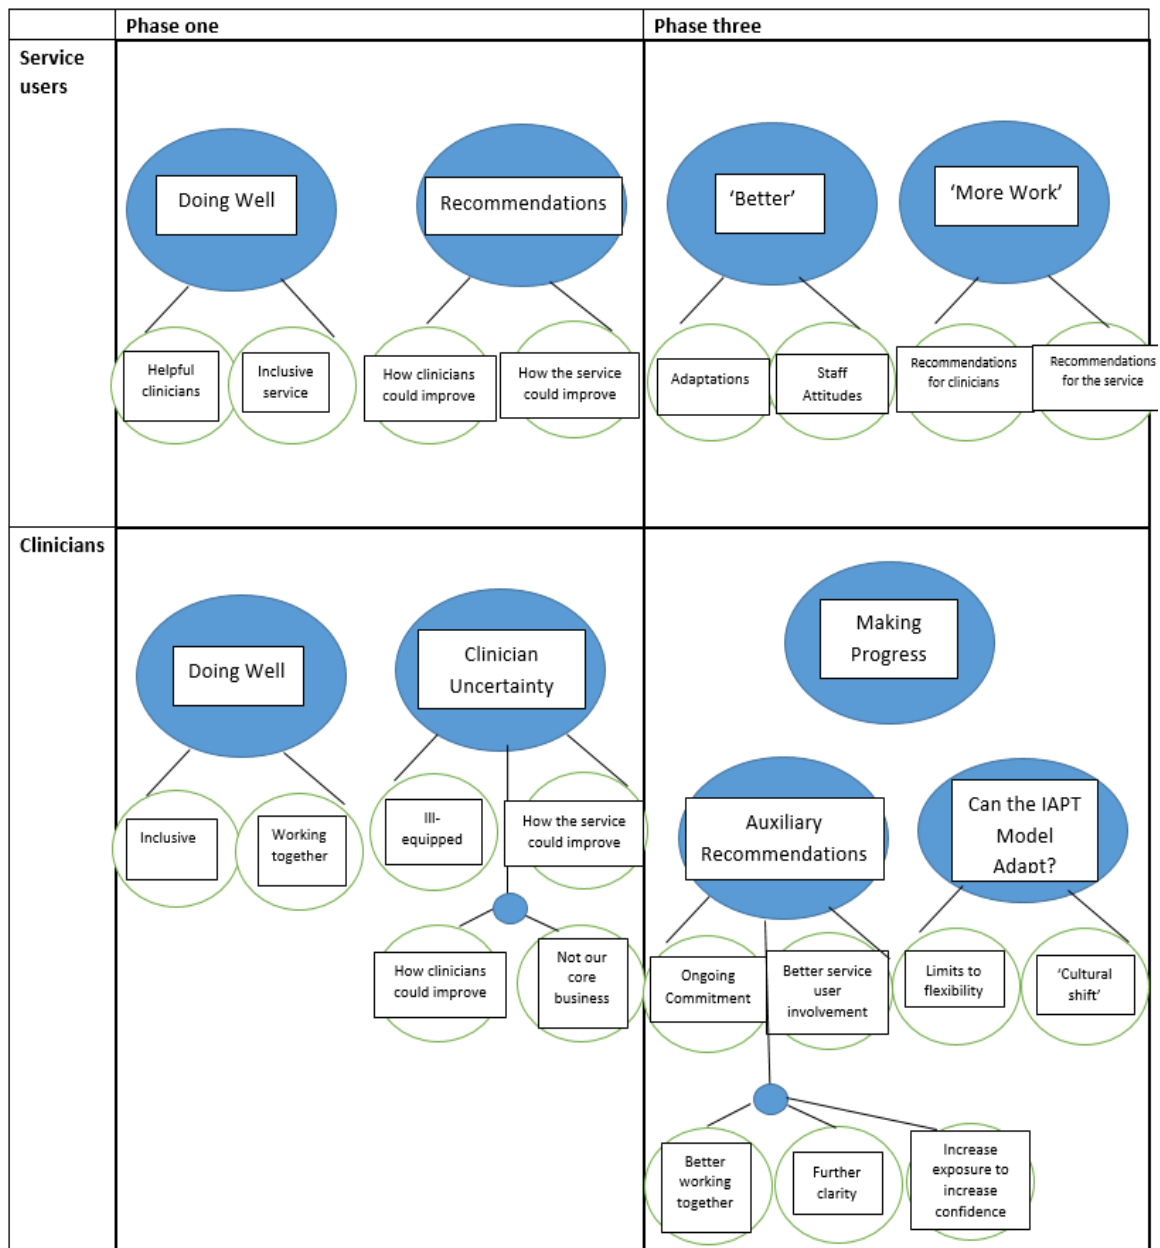 Phase one
Phase three
Service
users
Doing Well
Recommendations
‘Better’
‘More Work’
Helpful
clinicians
Inclusive
service
How clinicians
could improve
How the service
could improve
Adaptations
Staff
Attitudes
Recommendations
for clinicians
Recommendations
for the service
Clinicians
Doing Well
Clinician
Uncertainty
Inclusive
Working
together
Ill-
equipped
How the service
could improve
How clinicians
could improve
Not our
core
business
Making
Progress
Auxiliary
Recommendations
Can the IAPT
Model
Adapt?
Ongoing
Commitment
Better service
user
involvement
Limits to
flexibility
‘Cultural
shift’
Better
working
together
Further
clarity
Increase
exposure to
increase
confidence